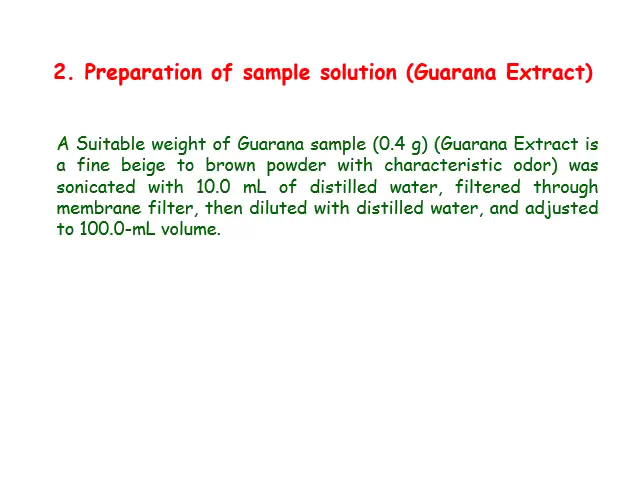 2. Preparation of sample solution (Guarana Extract)
A Suitable weight of Guarana sample (0.4 g) (Guarana Extract is
a fine beige to brown powder with characteristic odor) was
sonicated with 10.0 mL of distilled water, filtered through
membrane filter, then diluted with distilled water, and adjusted
to 100.0-mL volume.